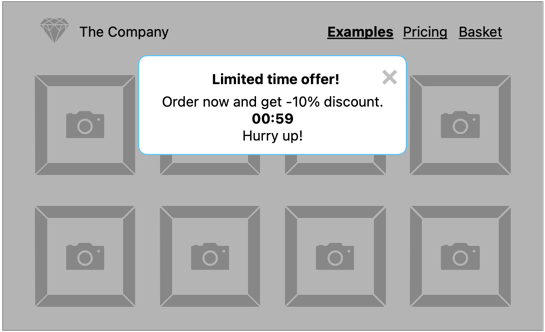 The Company
Examples Pricing Basket
Limited time offer!
Order now and get -10% discount.
00:59
Hurry up!